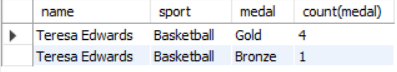 name sport medal count(medal)
Teresa Edwards Basketball Gold 4
Teresa Edwards Basketball Bronze 1